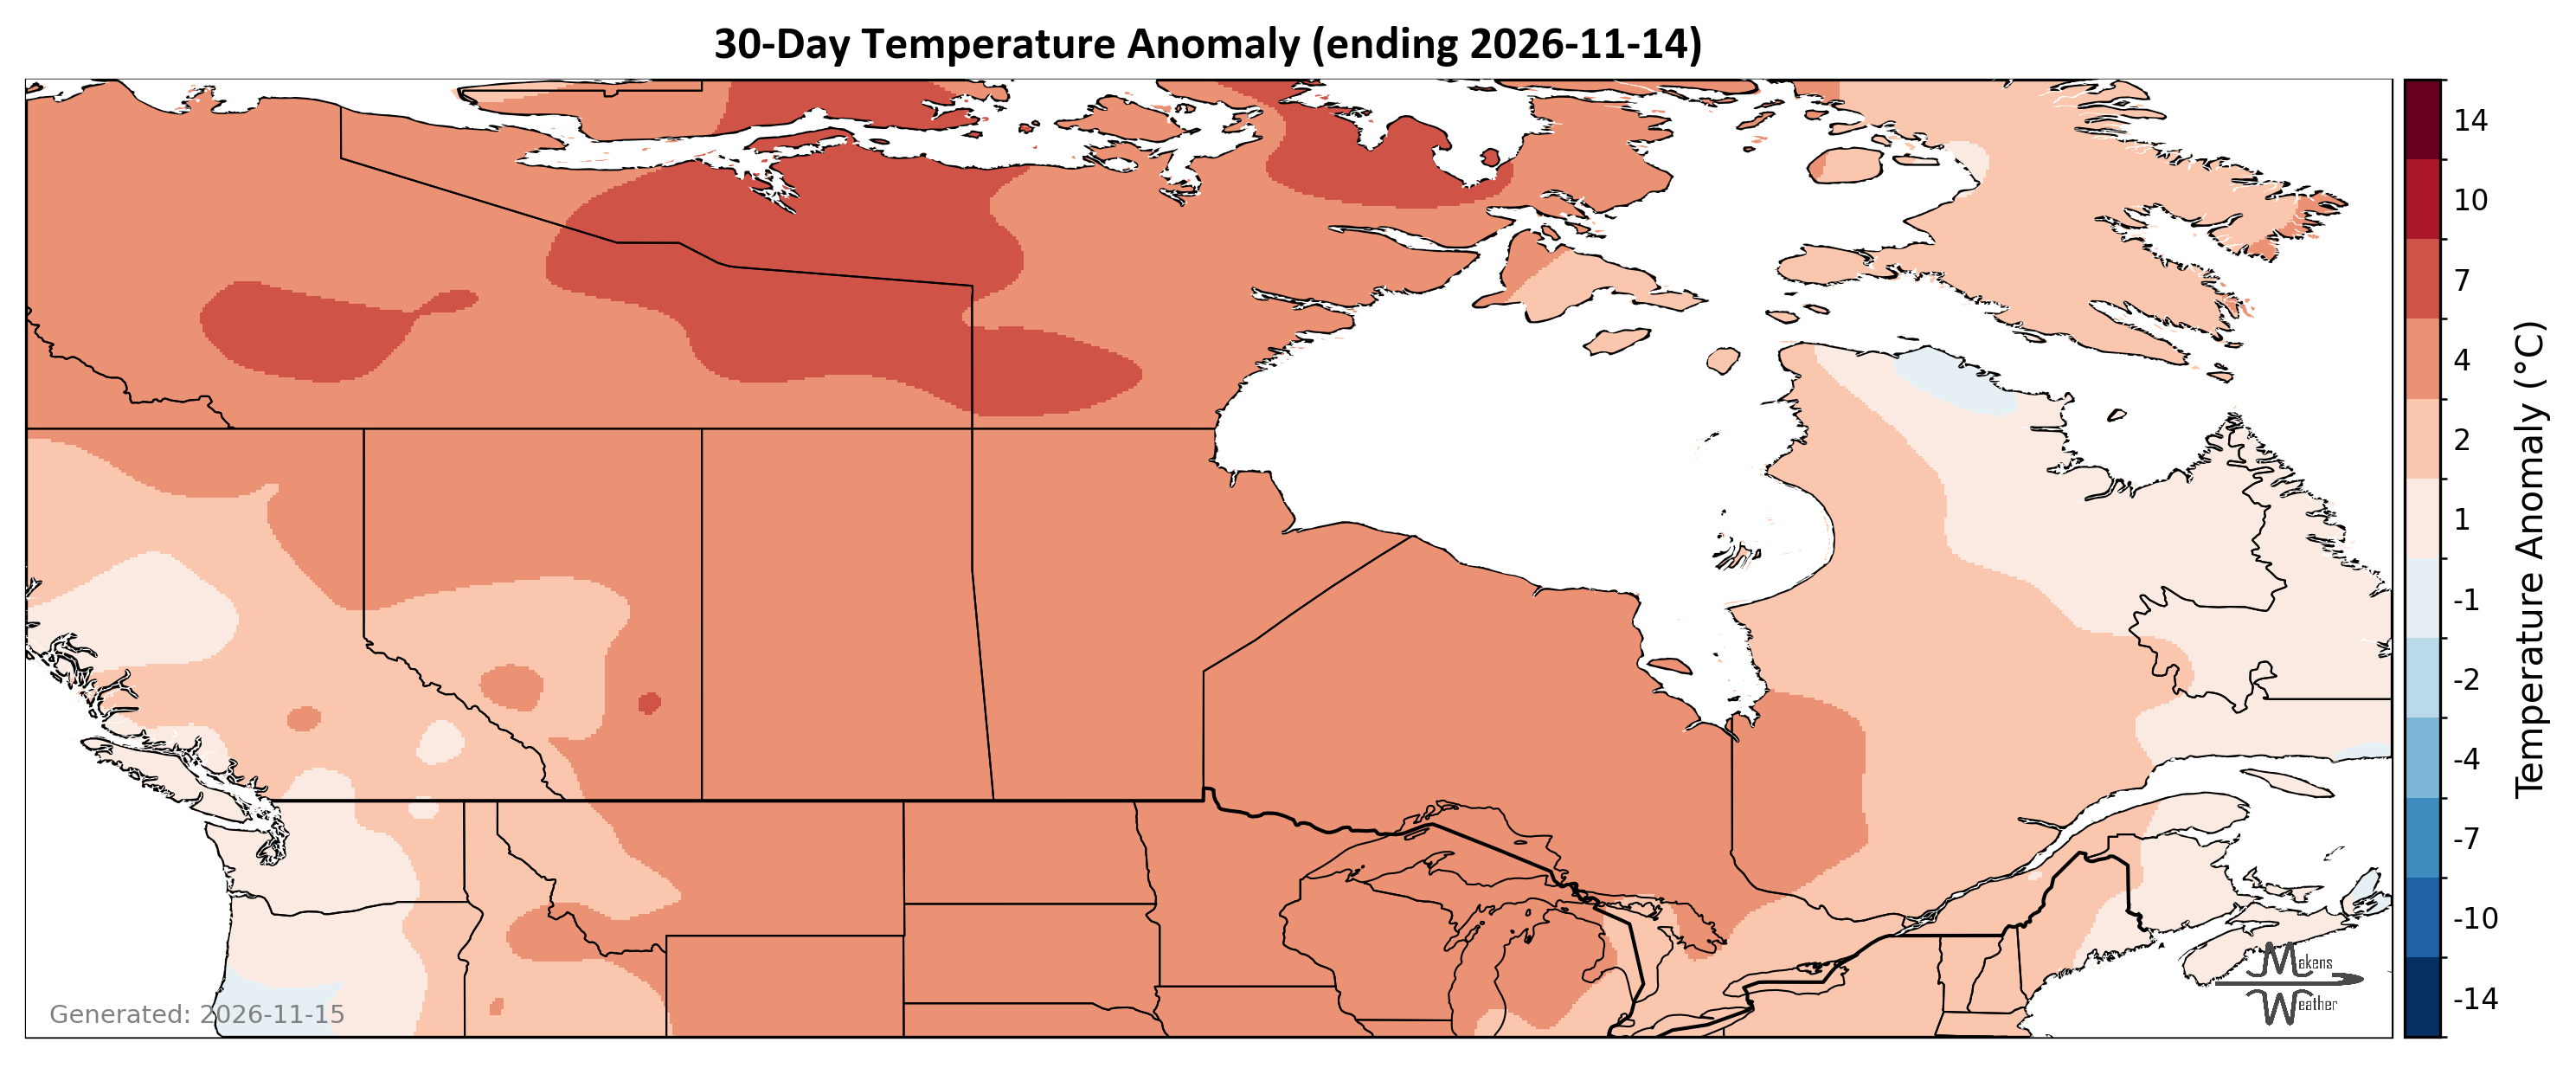 30-Day Temperature Anomaly (ending 2026-11-14)
14
10
7
4
2
1
-1
-2
-4
-7
-10
-14
Temperature Anomaly (°C)
Generated: 2026-11-15
Makens
Weather